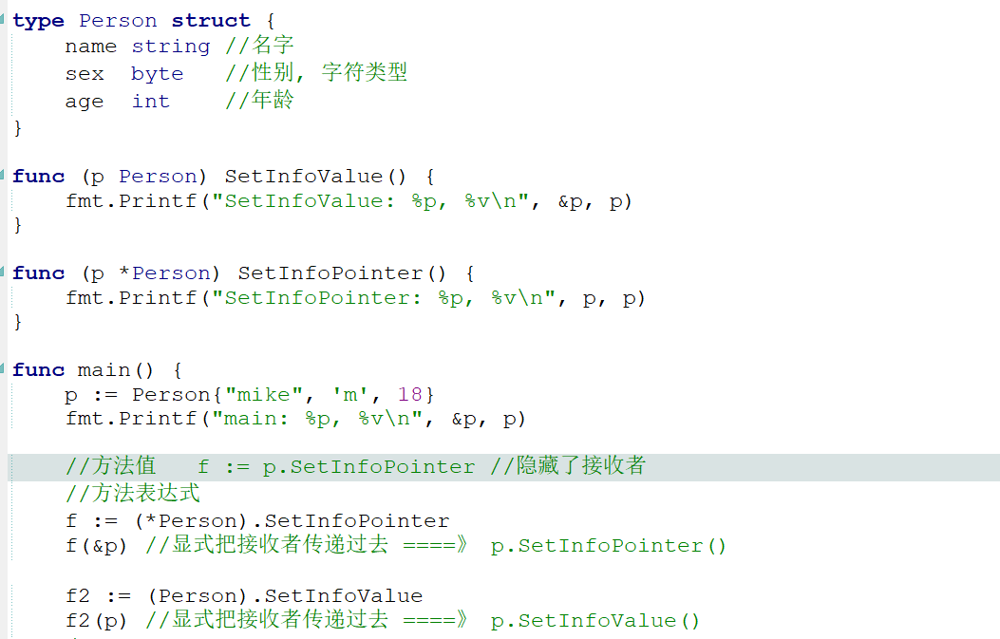 type Person struct {
    name string //名字
    sex  byte   //性别, 字符类型
    age  int    //年龄
}
func (p Person) SetInfoValue() {
    fmt.Printf("SetInfoValue: %p, %v\n", &p, p)
}
func (p *Person) SetInfoPointer() {
    fmt.Printf("SetInfoPointer: %p, %v\n", p, p)
}
func main() {
    p := Person{"mike", 'm', 18}
    fmt.Printf("main: %p, %v\n", &p, p)
    //方法值   f := p.SetInfoPointer //隐藏了接收者
    //方法表达式
    f := (*Person).SetInfoPointer
    f(&p) //显式把接收者传递过去 ====》 p.SetInfoPointer()
    f2 := (Person).SetInfoValue
    f2(p) //显式把接收者传递过去 ====》 p.SetInfoValue()